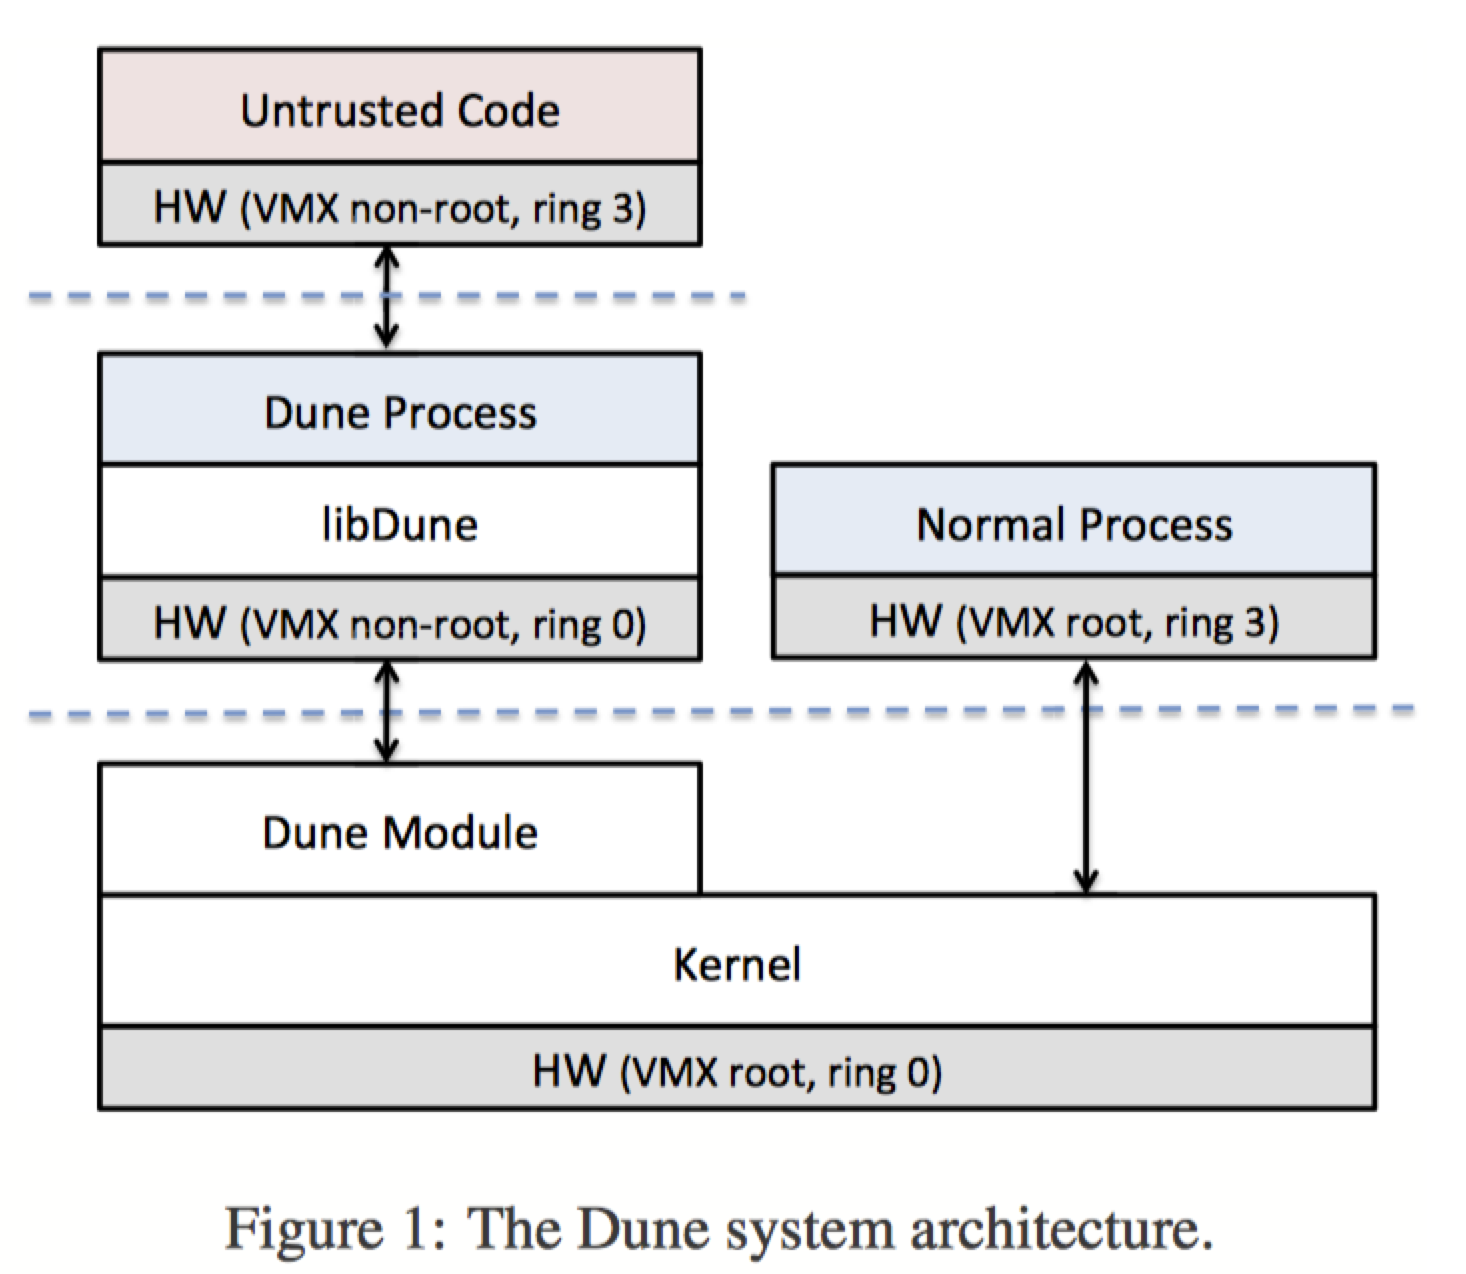 Untrusted Code
HW (VMX non-root, ring 3)
Dune Process
libDune
HW (VMX non-root, ring 0)
Normal Process
HW (VMX root, ring 3)
Dune Module
Kernel
HW (VMX root, ring 0)
Figure 1: The Dune system architecture.